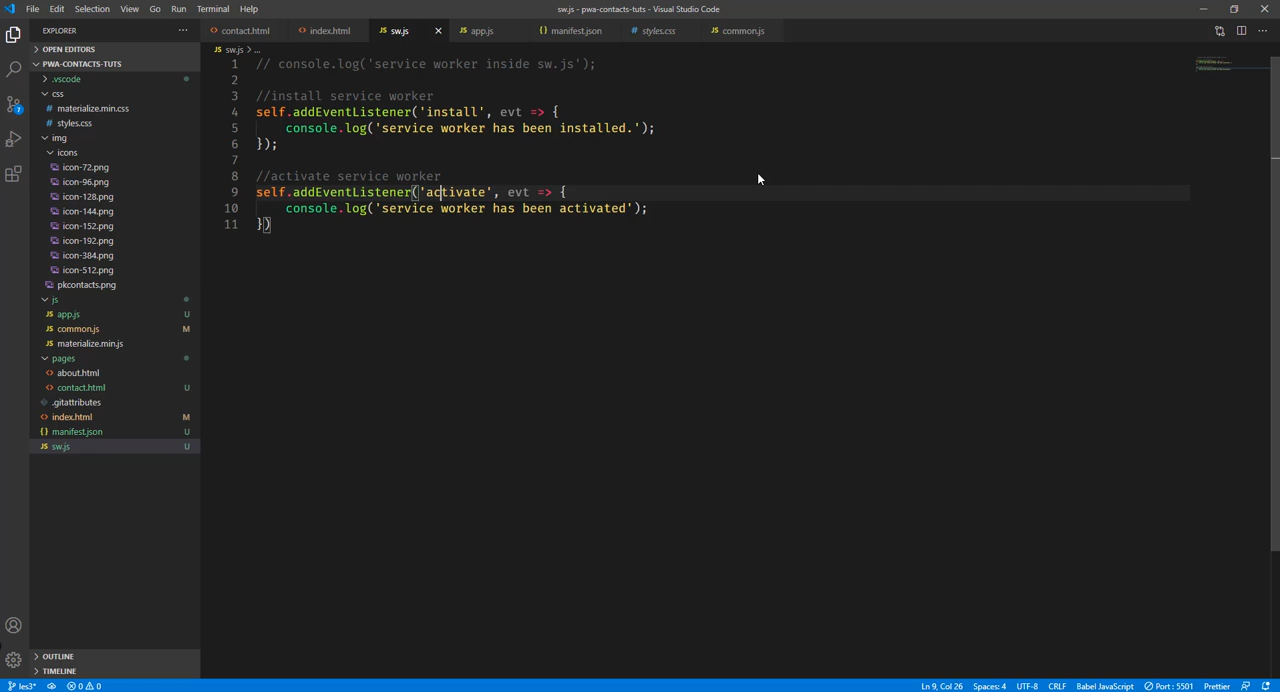 File Edit Selection View Go Run Terminal Help
sw.js - pwa-contacts-tuts - Visual Studio Code
EXPLORER
OPEN EDITORS
PWA-CONTACTS-TUTS
.vscode
css
materialize.min.css
styles.css
img
icons
icon-72.png
icon-96.png
icon-128.png
icon-144.png
icon-152.png
icon-192.png
icon-384.png
icon-512.png
pkcontacts.png
js
app.js U
common.js M
materialize.min.js
pages
about.html
contact.html U
.gitattributes
index.html M
manifest.json U
JS sw.js U
OUTLINE
TIMELINE
7
contact.html index.html JS sw.js JS app.js {} manifest.json # styles.css JS common.js
JS sw.js > ...
1 // console.log('service worker inside sw.js');
2
3 //install service worker
4 self.addEventListener('install', evt => {
5 console.log('service worker has been installed.');
6 });
7
8 //activate service worker
9 self.addEventListener('activate', evt => {
10 console.log('service worker has been activated');
11 })
les3* 0 0 Ln 9, Col 26 Spaces: 4 UTF-8 CRLF Babel JavaScript Port : 5501 Prettier